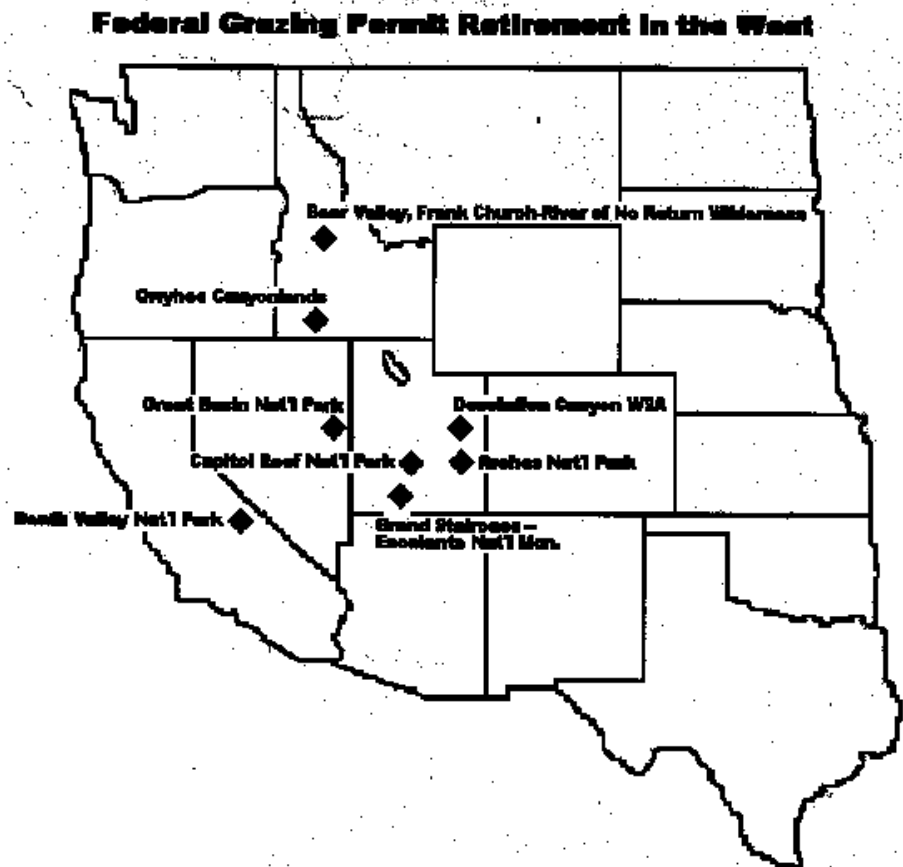 Federal Grazing Permit Retirement in the West
Bear Valley, Frank Church-River of No Return Wilderness
Owyhee Canyonlands
Great Basin Nat'l Park
Desolation Canyon WSA
Capitol Reef Nat'l Park
Arches Nat'l Park
Death Valley Nat'l Park
Grand Staircase –
Escalante Nat'l Mon.